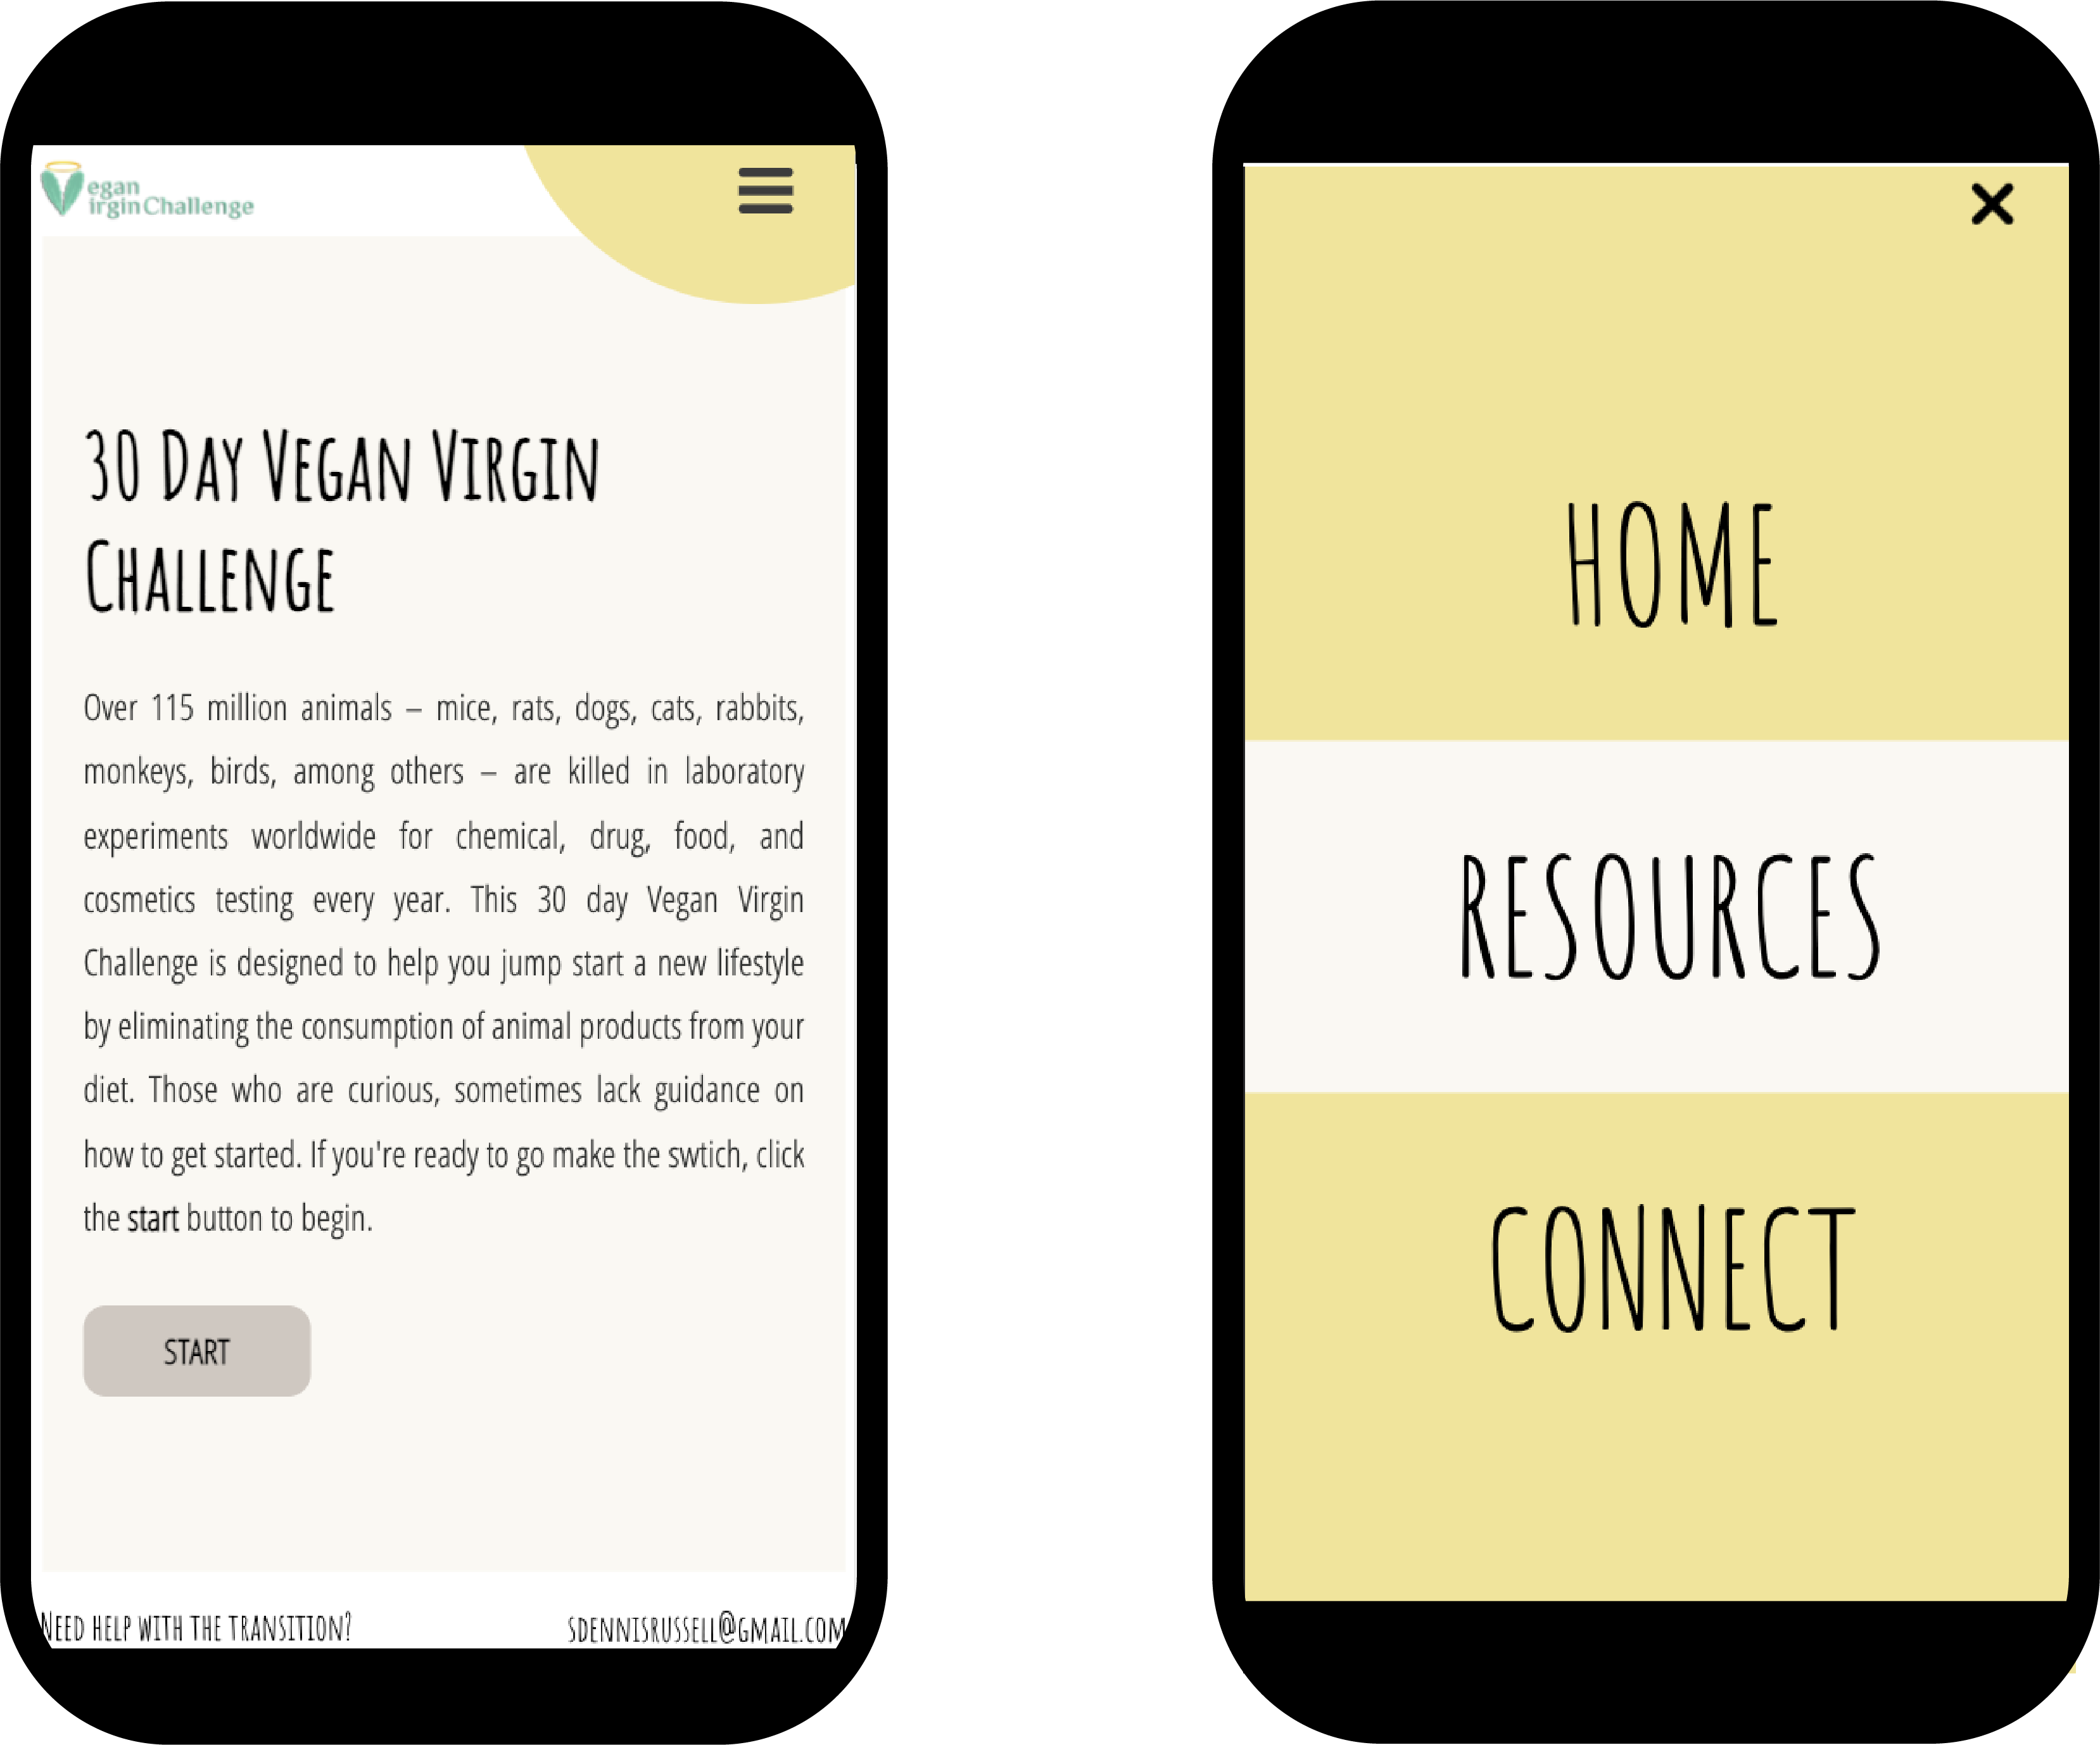 Vegan
Virgin Challenge
30 Day Vegan Virgin
Challenge
Over 115 million animals – mice, rats, dogs, cats, rabbits,
monkeys, birds, among others – are killed in laboratory
experiments worldwide for chemical, drug, food, and
cosmetics testing every year. This 30 day Vegan Virgin
Challenge is designed to help you jump start a new lifestyle
by eliminating the consumption of animal products from your
diet. Those who are curious, sometimes lack guidance on
how to get started. If you're ready to go make the swtich, click
the start button to begin.
START
Need help with the transition?
sdennisrussell@gmail.com
HOME
RESOURCES
CONNECT